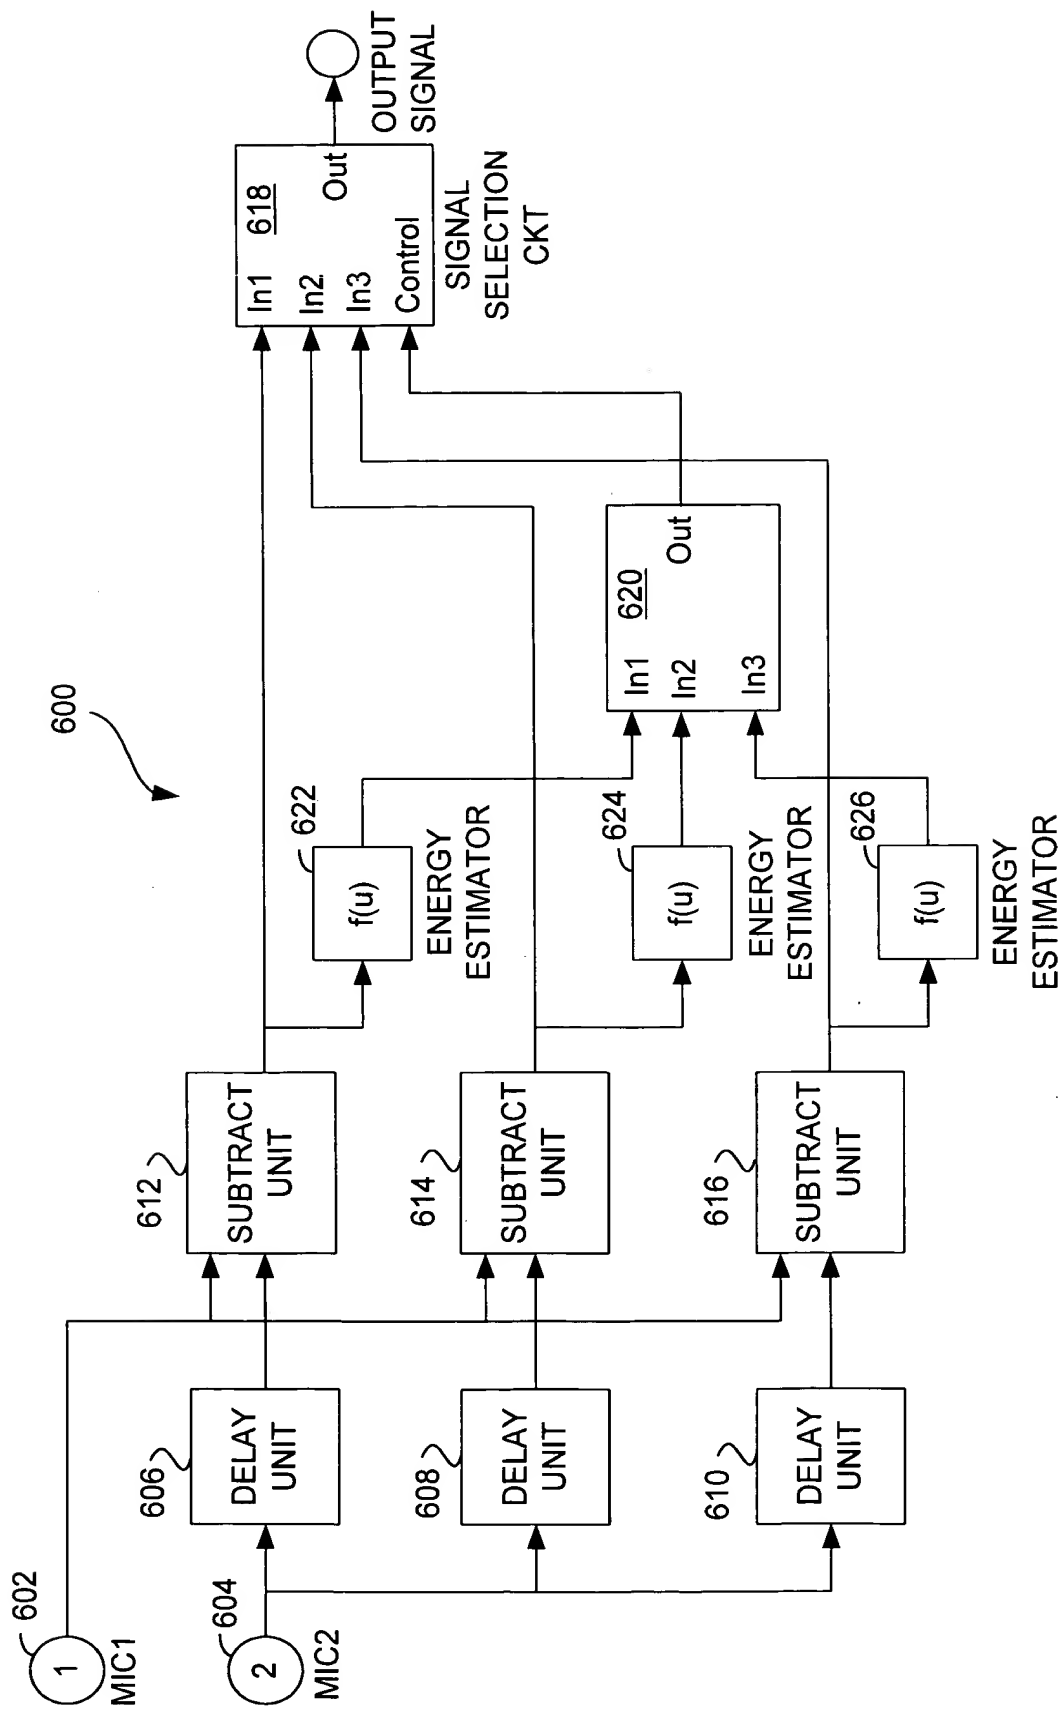 600
602
1
MIC1
604
2
MIC2
606
DELAY
UNIT
608
DELAY
UNIT
610
DELAY
UNIT
612
SUBTRACT
UNIT
614
SUBTRACT
UNIT
616
SUBTRACT
UNIT
622
f(u)
ENERGY
ESTIMATOR
624
f(u)
ENERGY
ESTIMATOR
626
f(u)
ENERGY
ESTIMATOR
620
In1
In2
In3
Out
618
In1
In2
In3
Control
Out
SIGNAL
SELECTION
CKT
OUTPUT
SIGNAL